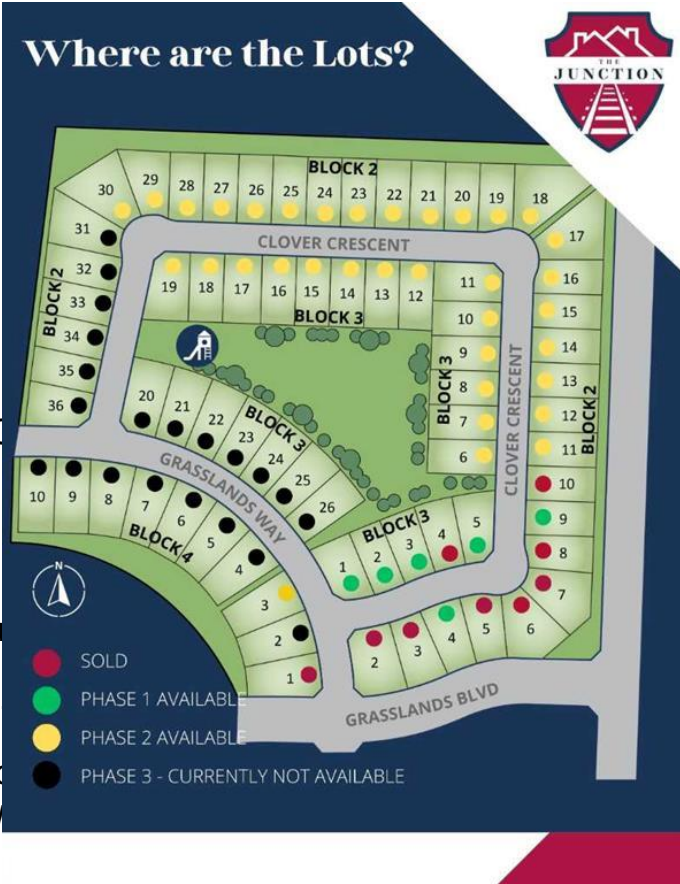 Where are the Lots?
THE
JUNCTION
BLOCK 2
30 29 28 27 26 25 24 23 22 21 20 19 18
17
31
CLOVER CRESCENT
32
16
19 18 17 16 15 14 13 12
11
BLOCK 2
33
15
BLOCK 3
10
34
14
9
BLOCK 3
35
8
13
36
20 21 22 23 24 25 26
BLOCK 3
7
CLOVER CRESCENT
12
BLOCK 2
6
11
GRASSLANDS WAY
10
10 9 8 7 6 5 4
BLOCK 4
BLOCK 3
1 2 3 4 5
9
8
N
3
7
2
2 3 4 5 6
1
GRASSLANDS BLVD
SOLD
PHASE 1 AVAILABLE
PHASE 2 AVAILABLE
PHASE 3 - CURRENTLY NOT AVAILABLE